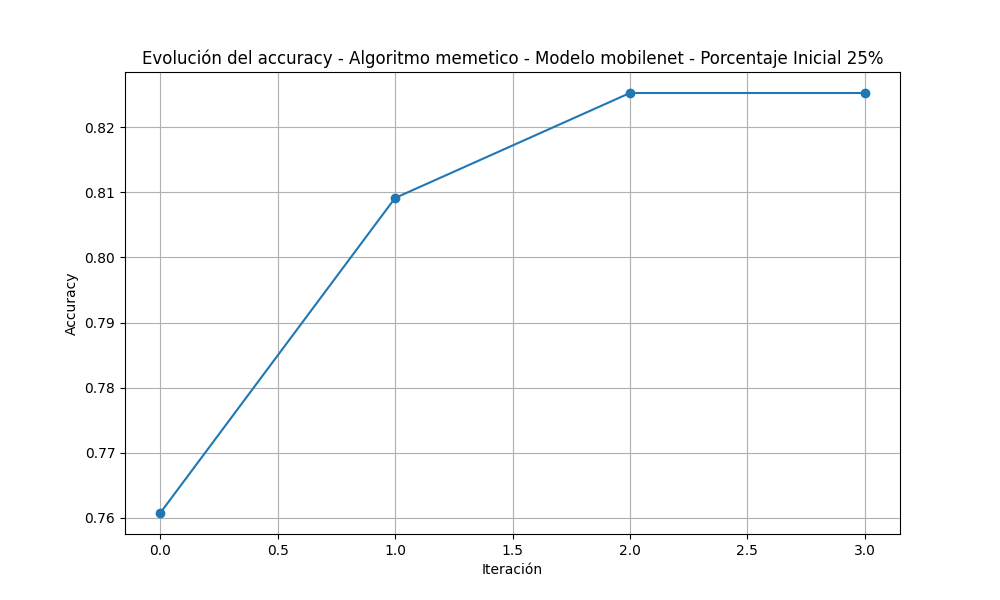 Evolución del accuracy - Algoritmo memetico - Modelo mobilenet - Porcentaje Inicial 25%
0.82
0.81
0.80
0.79
0.78
0.77
0.76
Accuracy
0.0 0.5 1.0 1.5 2.0 2.5 3.0
Iteración